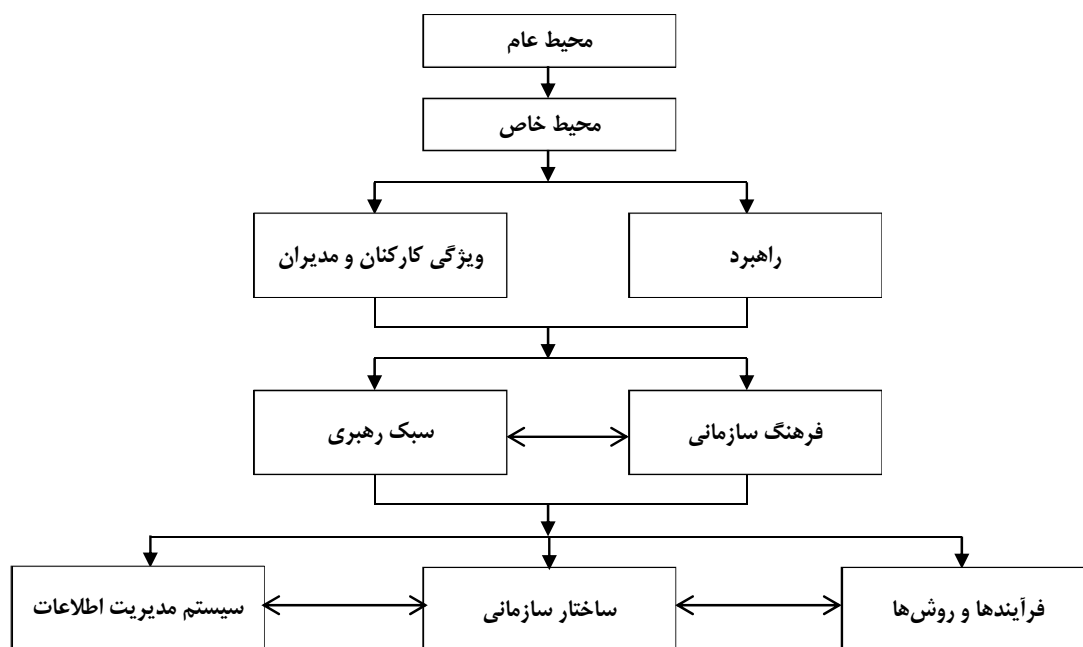 محیط عام
محیط خاص
راهبرد
ویژگی کارکنان و مدیران
فرهنگ سازمانی
سبک رهبری
فرآیندها و روش‌ها
ساختار سازمانی
سیستم مدیریت اطلاعات